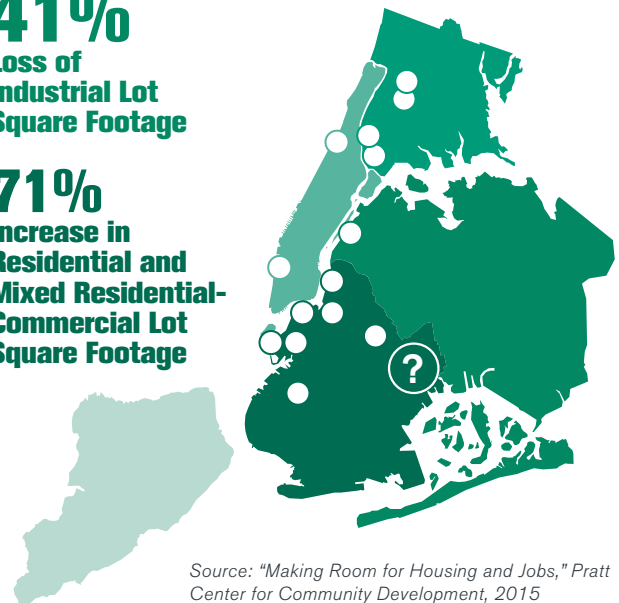 41%
Loss of
Industrial Lot
Square Footage
71%
Increase in
Residential and
Mixed Residential-
Commercial Lot
Square Footage
?
Source: “Making Room for Housing and Jobs,” Pratt
Center for Community Development, 2015